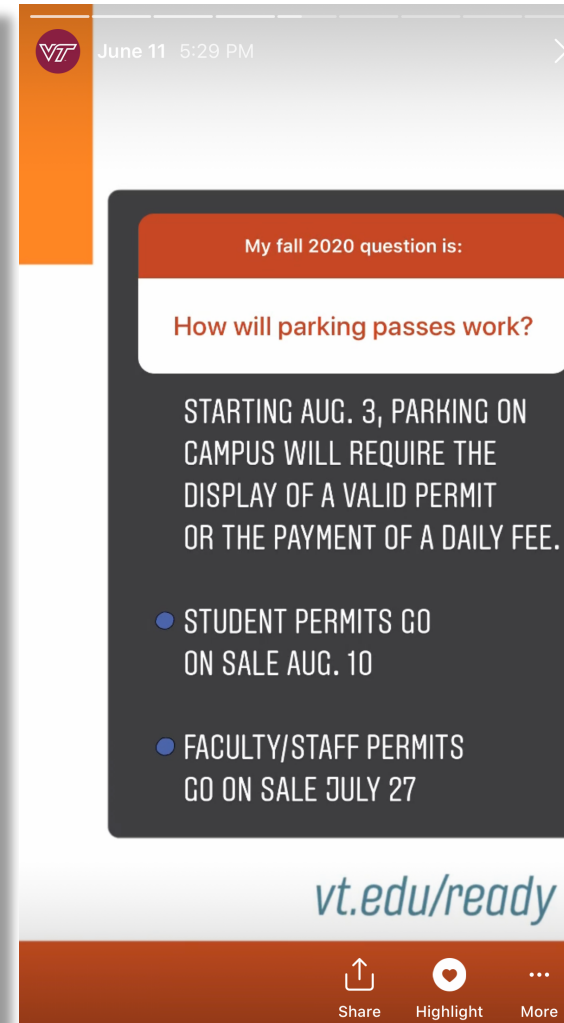 VT
June 11 5:29 PM
My fall 2020 question is:
How will parking passes work?
STARTING AUG. 3, PARKING ON
CAMPUS WILL REQUIRE THE
DISPLAY OF A VALID PERMIT
OR THE PAYMENT OF A DAILY FEE.
STUDENT PERMITS GO
ON SALE AUG. 10
FACULTY/STAFF PERMITS
GO ON SALE JULY 27
vt.edu/ready
Share Highlight More